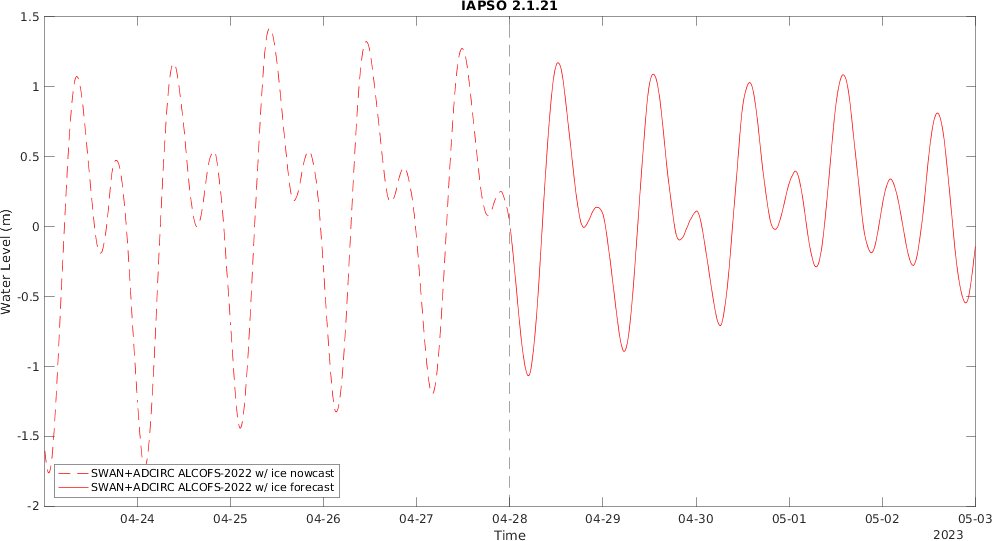 IAPSO 2.1.21
1.5
1
0.5
0
-0.5
-1
-1.5
-2
Water Level (m)
SWAN+ADCIRC ALCOFS-2022 w/ ice nowcast
SWAN+ADCIRC ALCOFS-2022 w/ ice forecast
04-24 04-25 04-26 04-27 04-28 04-29 04-30 05-01 05-02 05-03
Time
2023